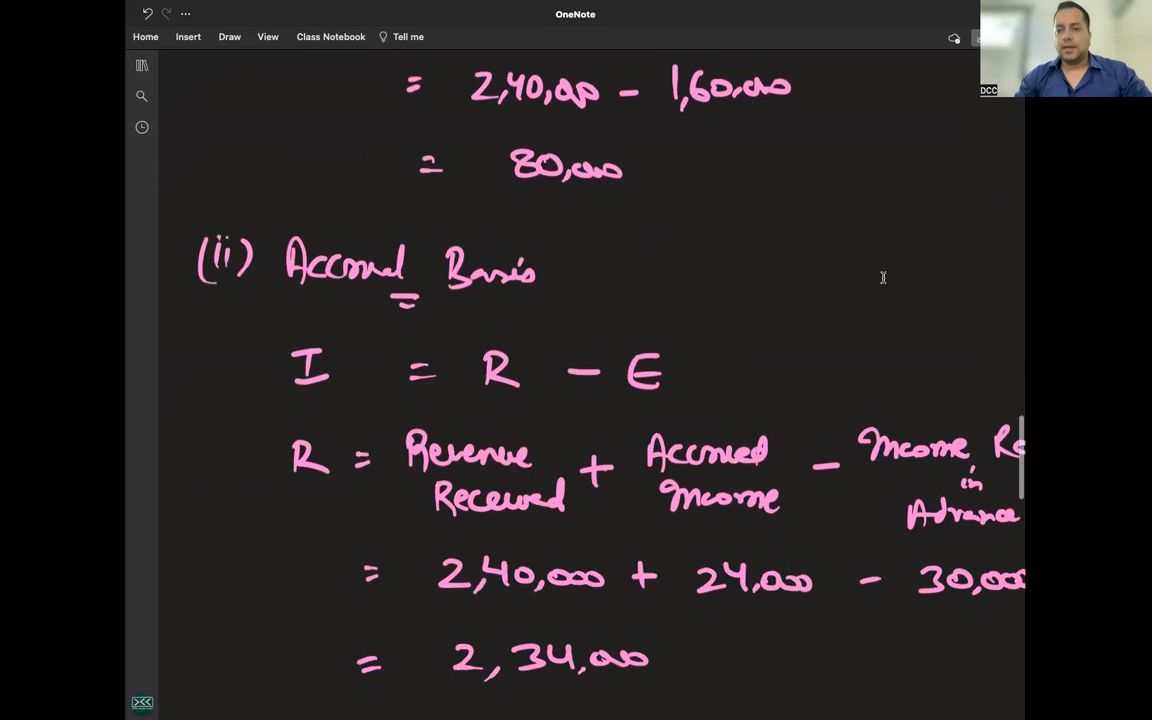 OneNote
Home Insert Draw View Class Notebook Tell me
DCC
= 2,40,000 - 1,60,000
= 80,000
(ii) Accrual Basis
I = R - E
R = Revenue Received + Accrued Income - Income Re in Advance
= 2,40,000 + 24,000 - 30,000
= 2,34,000